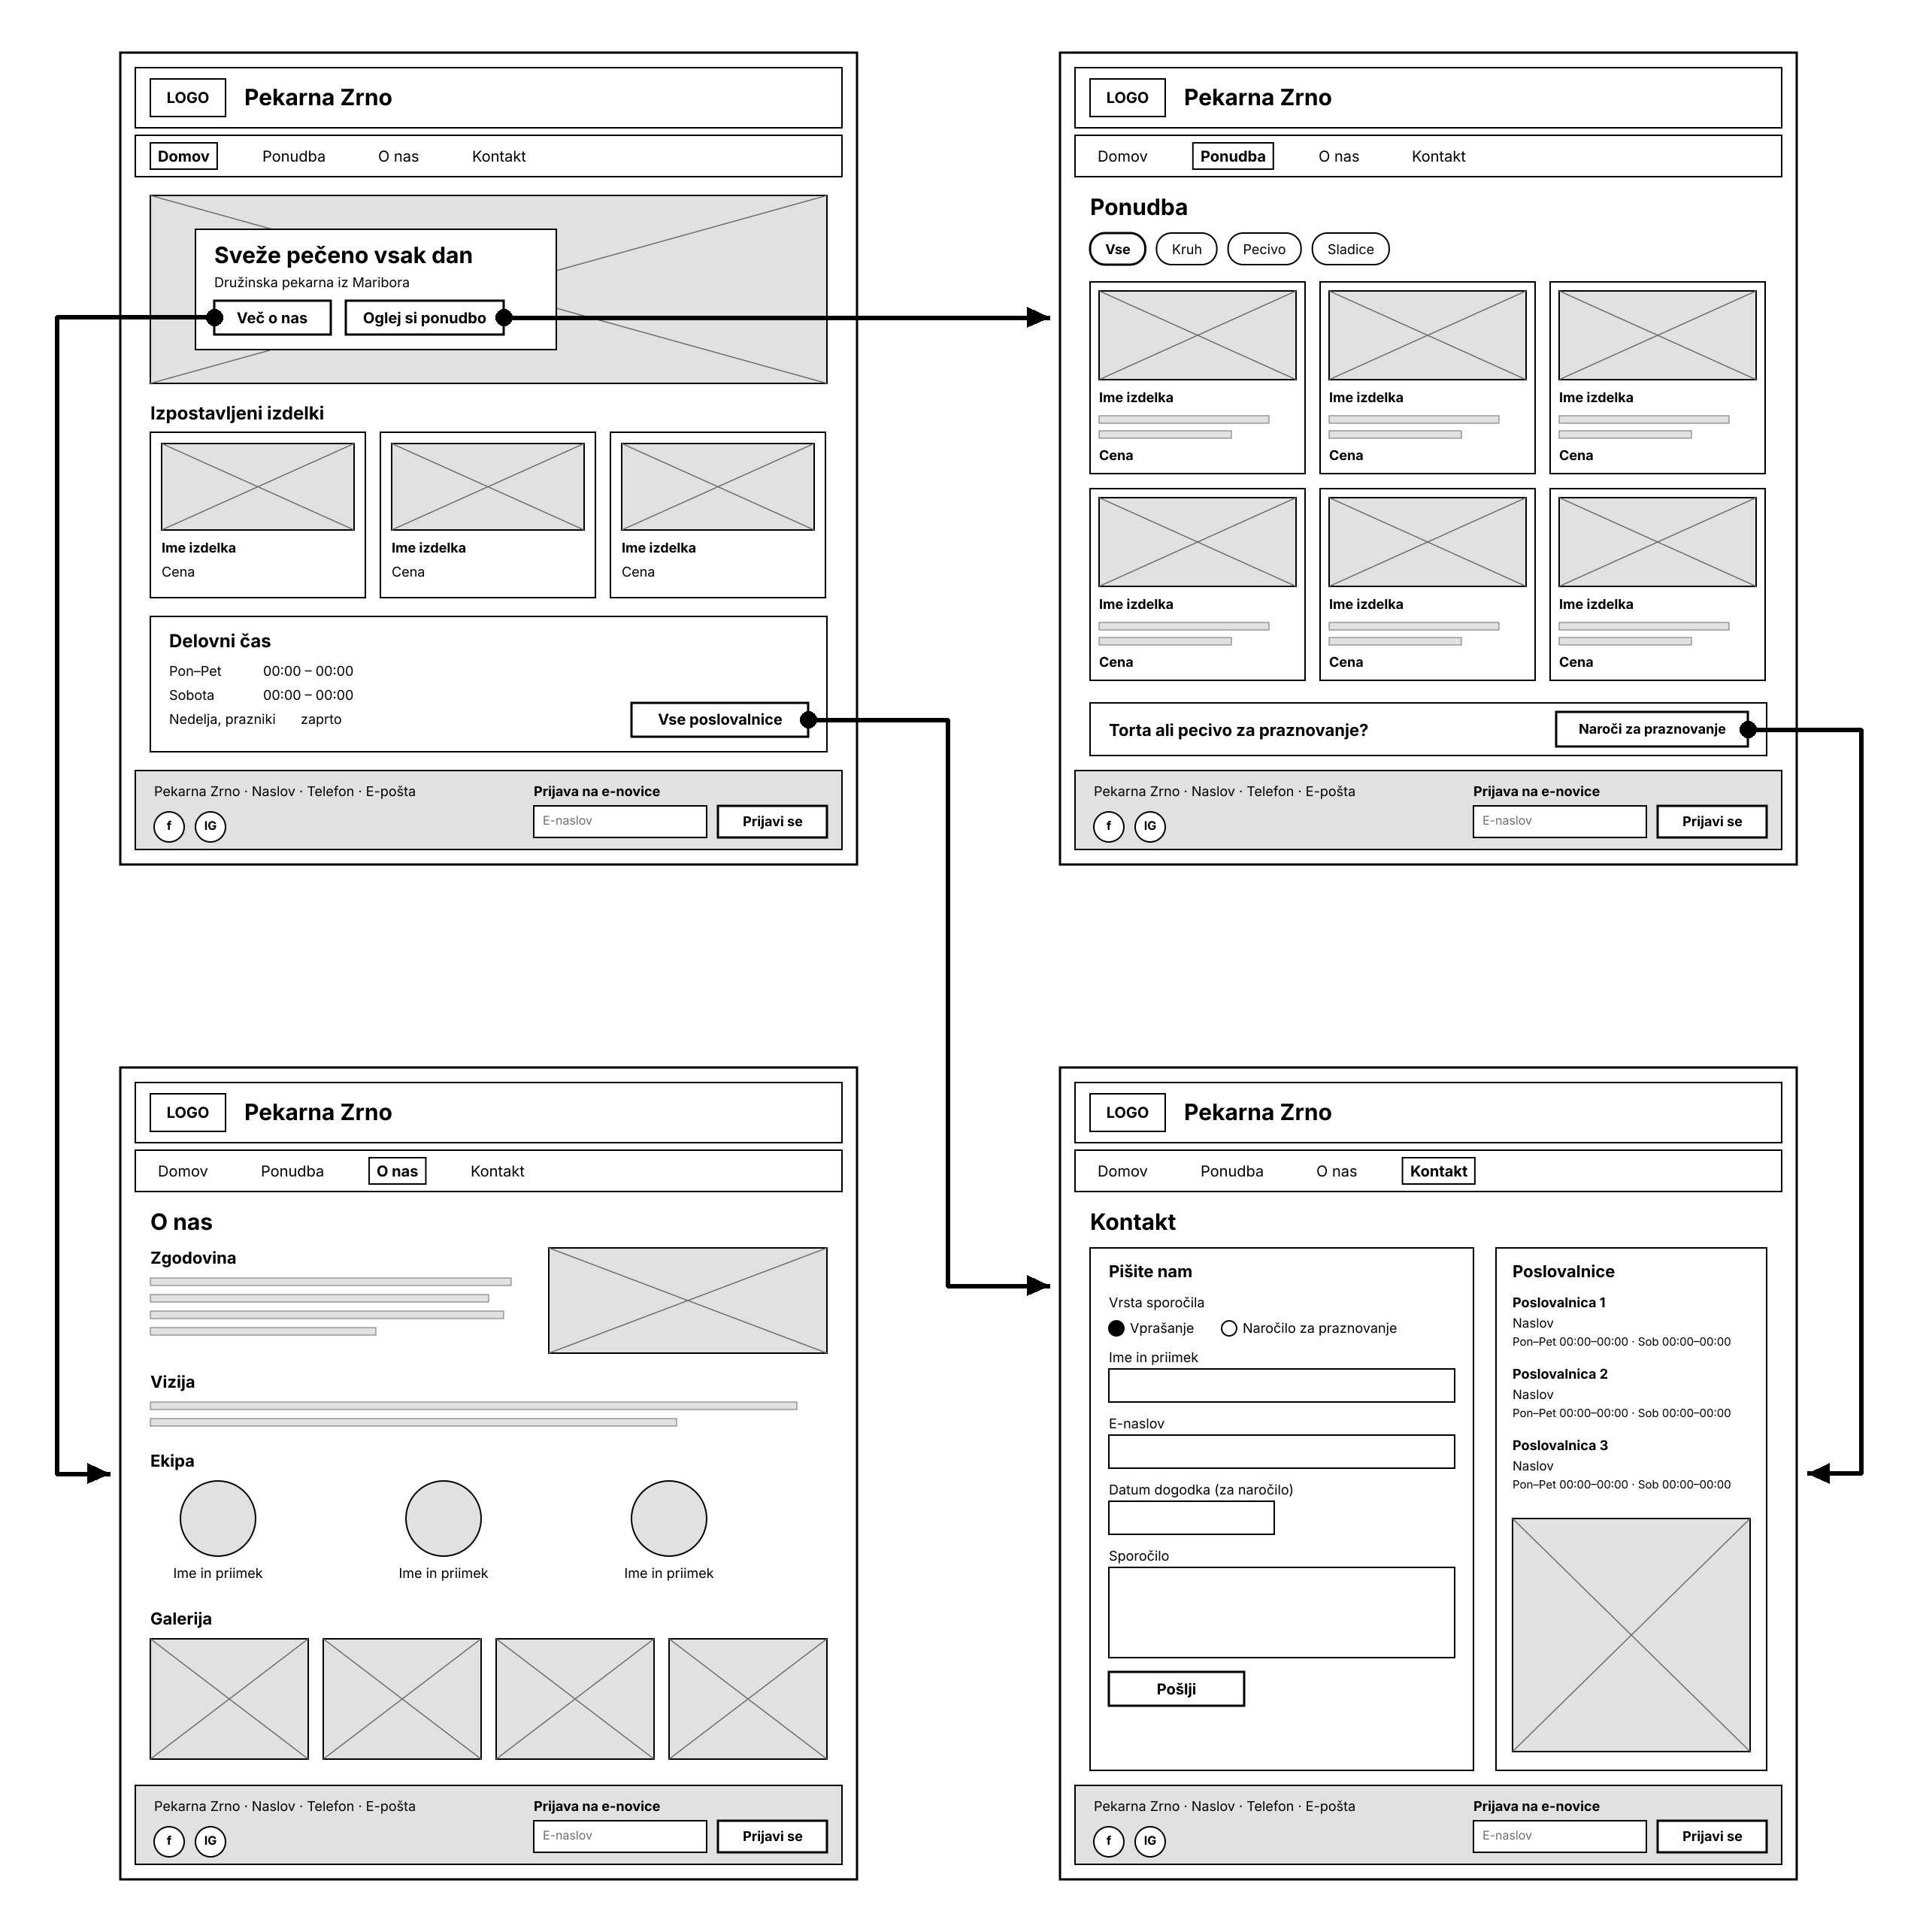 LOGO Pekarna Zrno
Domov Ponudba O nas Kontakt
Sveže pečeno vsak dan
Družinska pekarna iz Maribora
Več o nas Oglej si ponudbo
Izpostavljeni izdelki
Ime izdelka Ime izdelka Ime izdelka
Cena Cena Cena
Delovni čas
Pon–Pet 00:00 – 00:00
Sobota 00:00 – 00:00
Nedelja, prazniki zaprto
Vse poslovalnice
Pekarna Zrno · Naslov · Telefon · E-pošta
f IG
Prijava na e-novice
E-naslov Prijavi se
LOGO Pekarna Zrno
Domov Ponudba O nas Kontakt
Ponudba
Vse Kruh Pecivo Sladice
Ime izdelka Ime izdelka Ime izdelka
Cena Cena Cena
Ime izdelka Ime izdelka Ime izdelka
Cena Cena Cena
Torta ali pecivo za praznovanje? Naroči za praznovanje
Pekarna Zrno · Naslov · Telefon · E-pošta
f IG
Prijava na e-novice
E-naslov Prijavi se
LOGO Pekarna Zrno
Domov Ponudba O nas Kontakt
O nas
Zgodovina
Vizija
Ekipa
Ime in priimek Ime in priimek Ime in priimek
Galerija
Pekarna Zrno · Naslov · Telefon · E-pošta
f IG
Prijava na e-novice
E-naslov Prijavi se
LOGO Pekarna Zrno
Domov Ponudba O nas Kontakt
Kontakt
Pišite nam
Vrsta sporočila
Vprašanje Naročilo za praznovanje
Ime in priimek
E-naslov
Datum dogodka (za naročilo)
Sporočilo
Pošlji
Poslovalnice
Poslovalnica 1
Naslov
Pon–Pet 00:00–00:00 · Sob 00:00–00:00
Poslovalnica 2
Naslov
Pon–Pet 00:00–00:00 · Sob 00:00–00:00
Poslovalnica 3
Naslov
Pon–Pet 00:00–00:00 · Sob 00:00–00:00
Pekarna Zrno · Naslov · Telefon · E-pošta
f IG
Prijava na e-novice
E-naslov Prijavi se